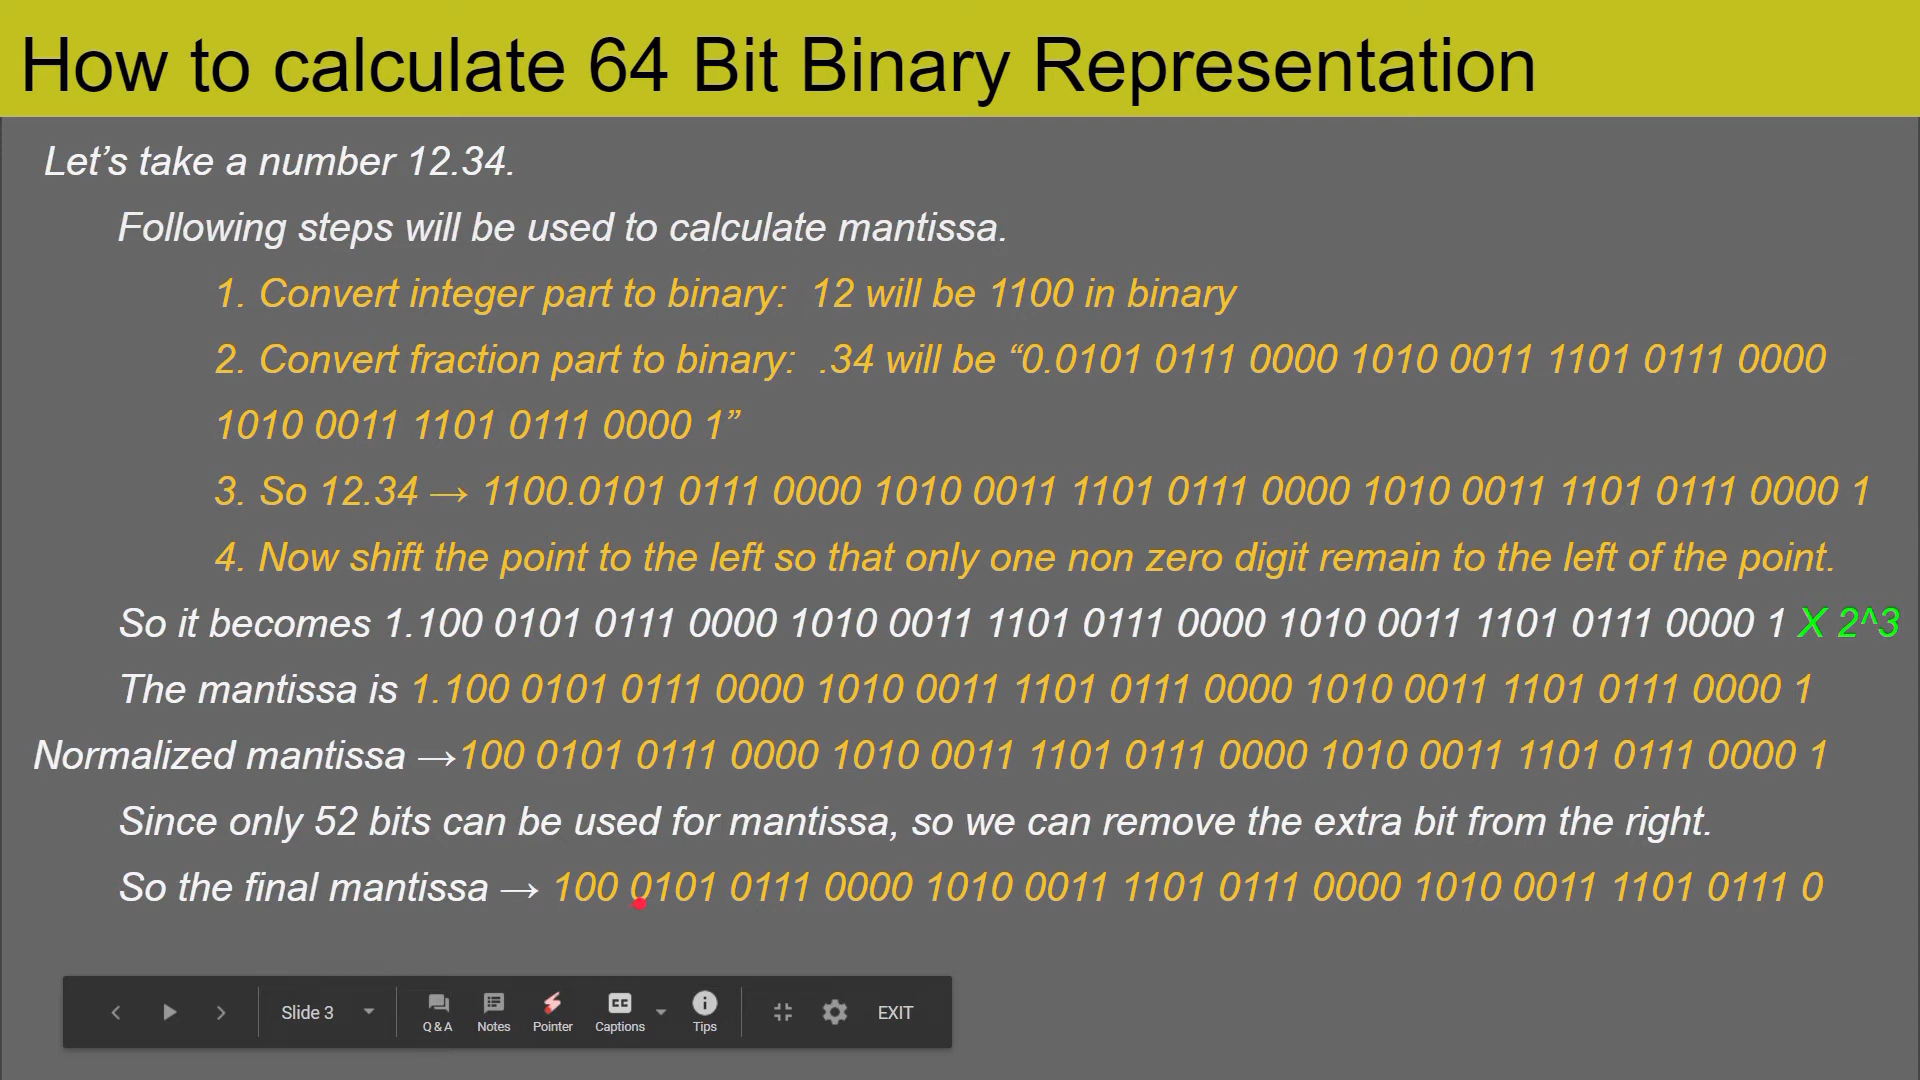 How to calculate 64 Bit Binary Representation
Let’s take a number 12.34.
Following steps will be used to calculate mantissa.
1. Convert integer part to binary: 12 will be 1100 in binary
2. Convert fraction part to binary: .34 will be “0.0101 0111 0000 1010 0011 1101 0111 0000
1010 0011 1101 0111 0000 1”
3. So 12.34 → 1100.0101 0111 0000 1010 0011 1101 0111 0000 1010 0011 1101 0111 0000 1
4. Now shift the point to the left so that only one non zero digit remain to the left of the point.
So it becomes 1.100 0101 0111 0000 1010 0011 1101 0111 0000 1010 0011 1101 0111 0000 1 X 2^3
The mantissa is 1.100 0101 0111 0000 1010 0011 1101 0111 0000 1010 0011 1101 0111 0000 1
Normalized mantissa →100 0101 0111 0000 1010 0011 1101 0111 0000 1010 0011 1101 0111 0000 1
Since only 52 bits can be used for mantissa, so we can remove the extra bit from the right.
So the final mantissa → 100 0101 0111 0000 1010 0011 1101 0111 0000 1010 0011 1101 0111 0
Slide 3
Q & A
Notes
Pointer
CC
Captions
Tips
EXIT